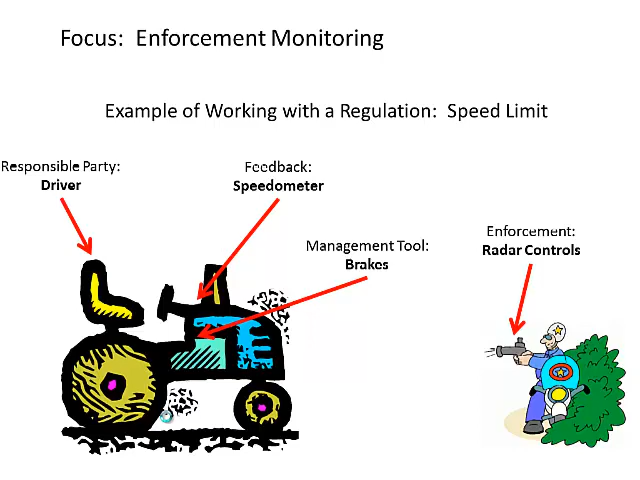 Focus:  Enforcement Monitoring
Example of Working with a Regulation:  Speed Limit
Responsible Party:
Driver
Feedback:
Speedometer
Management Tool:
Brakes
Enforcement:
Radar Controls